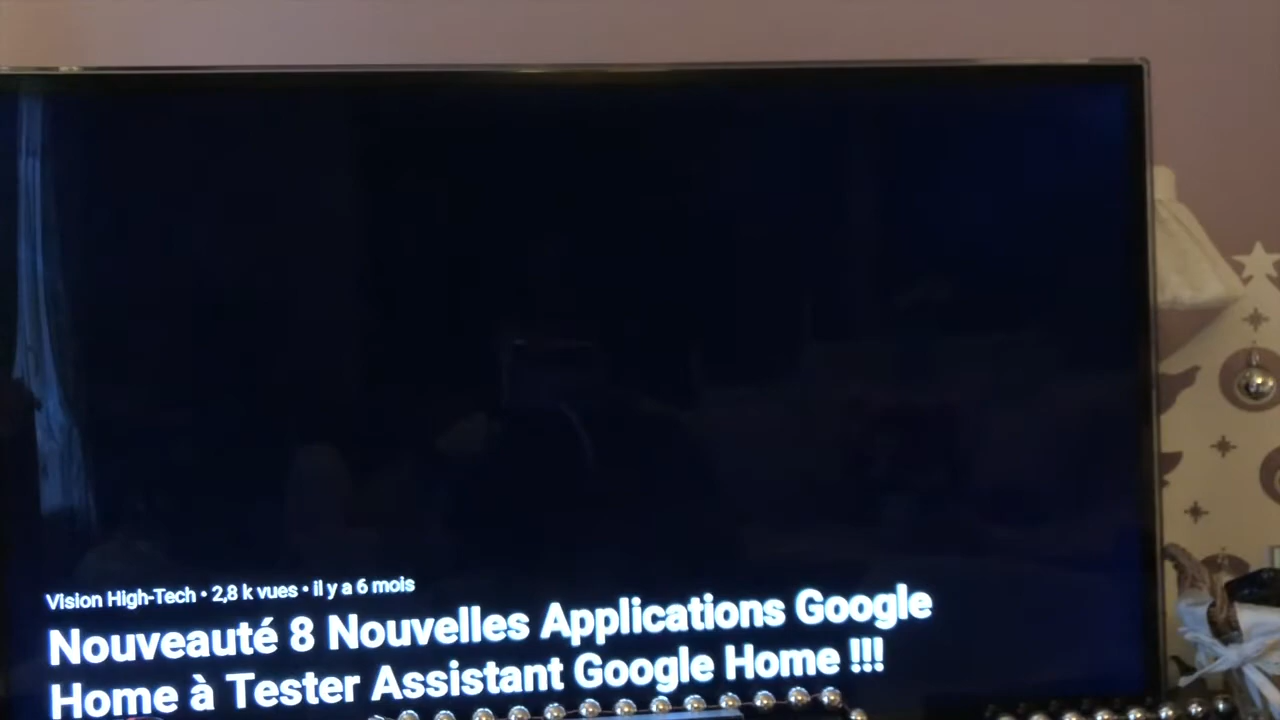 Vision High-Tech • 2,8 k vues • il y a 6 mois
Nouveauté 8 Nouvelles Applications Google
Home à Tester Assistant Google Home !!!